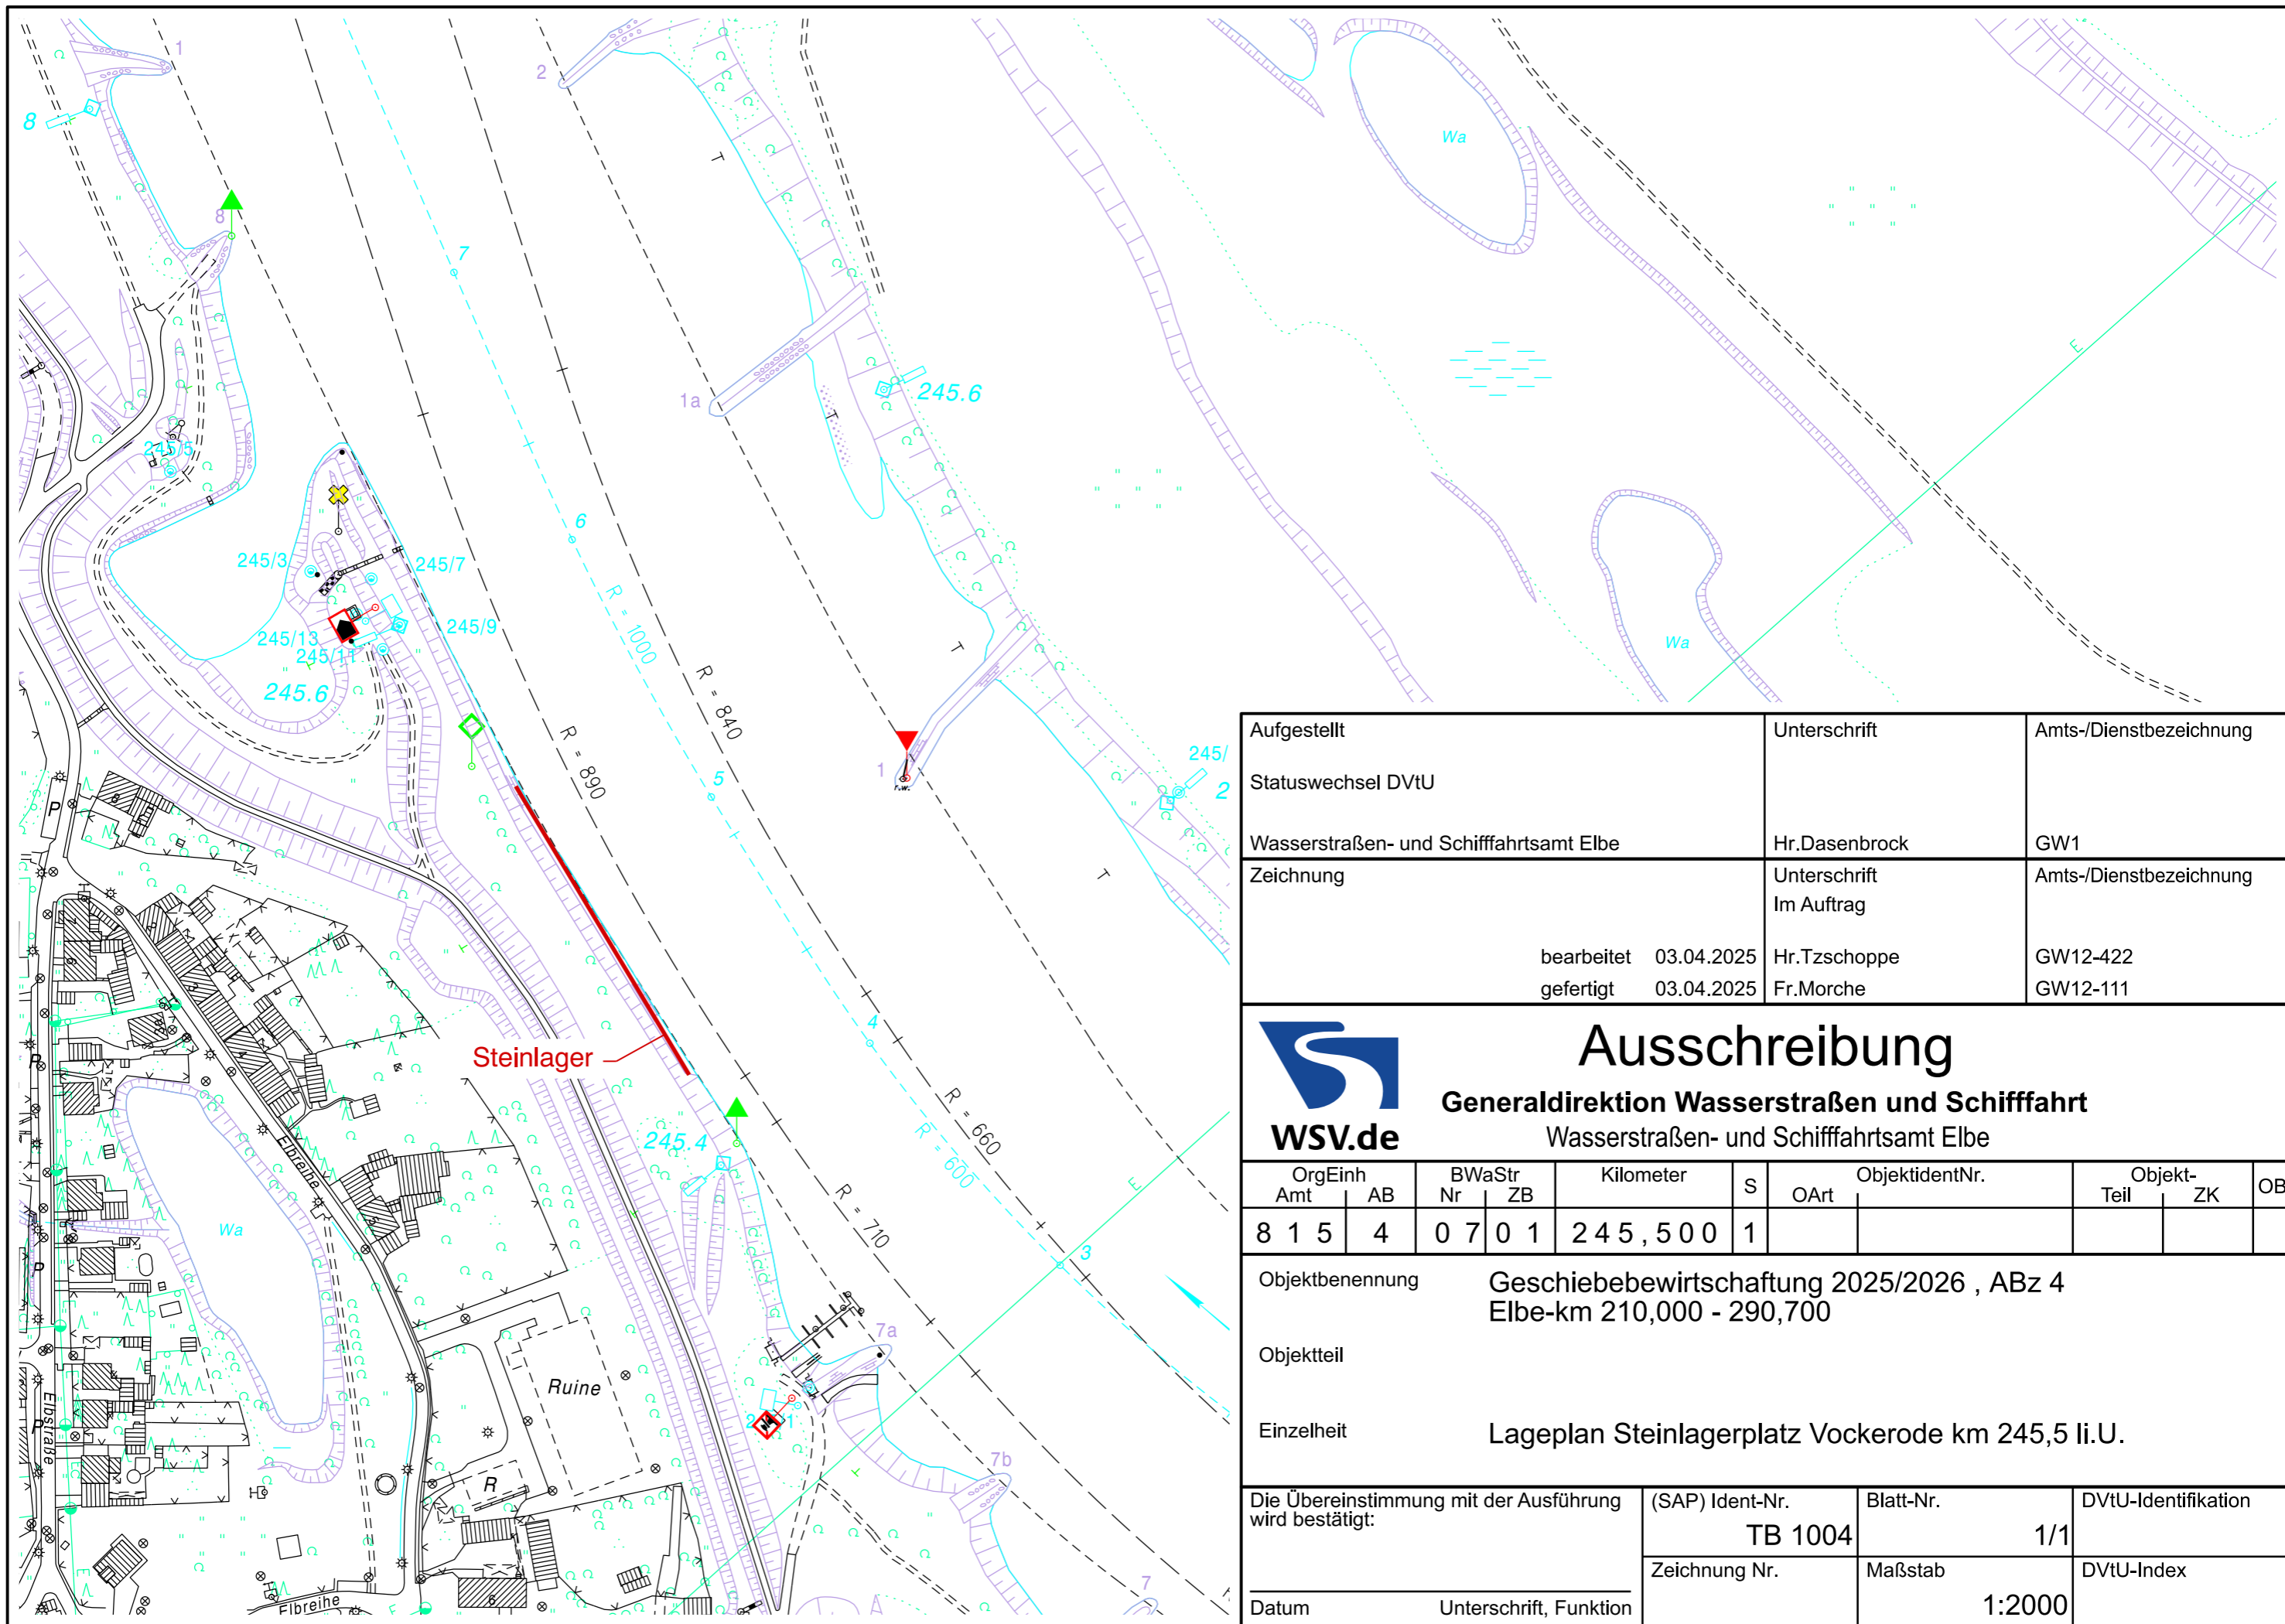 1
2
8
8
7
Wa
1a
245.6
245/5
6
245/3
245/7
R = 1000
245/13
245/9
245/11
245.6
Wa
R = 840
R = 890
5
1
r.w.
245/
2
P
Steinlager
4
R = 660
R = 600
245.4
R = 710
3
E
E
Elbreihe
Wa
P
P
P
Elbstraße
Ruine
R
7a
7b
7
Elbreihe
6
Aufgestellt
Unterschrift
Amts-/Dienstbezeichnung
Statuswechsel DVtU
Wasserstraßen- und Schifffahrtsamt Elbe
Hr.Dasenbrock
GW1
Zeichnung
Unterschrift
Amts-/Dienstbezeichnung
Im Auftrag
bearbeitet 03.04.2025 Hr.Tzschoppe GW12-422
gefertigt 03.04.2025 Fr.Morche GW12-111
WSV.de
Ausschreibung
Generaldirektion Wasserstraßen und Schifffahrt
Wasserstraßen- und Schifffahrtsamt Elbe
OrgEinh BWaStr Kilometer S ObjektidentNr. Objekt- OB
Amt AB Nr ZB OArt Teil ZK
8 1 5 4 0 7 0 1 2 4 5 , 5 0 0 1
Objektbenennung
Geschiebebewirtschaftung 2025/2026 , ABz 4
Elbe-km 210,000 - 290,700
Objektteil
Einzelheit
Lageplan Steinlagerplatz Vockerode km 245,5 li.U.
Die Übereinstimmung mit der Ausführung
wird bestätigt:
(SAP) Ident-Nr.
TB 1004
Blatt-Nr.
1/1
DVtU-Identifikation
Zeichnung Nr.
Maßstab
1:2000
DVtU-Index
Datum
Unterschrift, Funktion